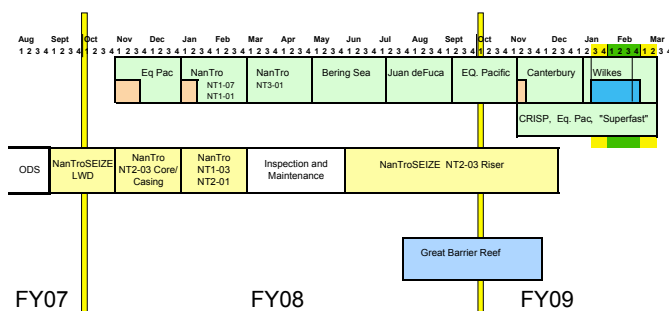 Aug Sept Oct Nov Dec Jan Feb Mar Apr May Jun Jul Aug Sept Oct Nov Dec Jan Feb Mar
1 2 3 4 1 2 3 4 1 2 3 4 1 2 3 4 1 2 3 4 1 2 3 4 1 2 3 4 1 2 3 4 1 2 3 4 1 2 3 4 1 2 3 4 1 2 3 4 1 2 3 4 1 2 3 4 1 2 3 4 1 2 3 4 1 2 3 4 1 2 3 4 1 2 3 4 1 2 3 4
Eq Pac NanTro NanTro Bering Sea Juan deFuca EQ. Pacific Canterbury Wilkes
NT1-07 NT3-01
NT1-01
CRISP, Eq. Pac, "Superfast"
ODS NanTroSEIZE NanTro NanTro Inspection and NanTroSEIZE NT2-03 Riser
LWD NT2-03 Core/ NT1-03 Maintenance
Casing NT2-01
Great Barrier Reef
FY07 FY08 FY09